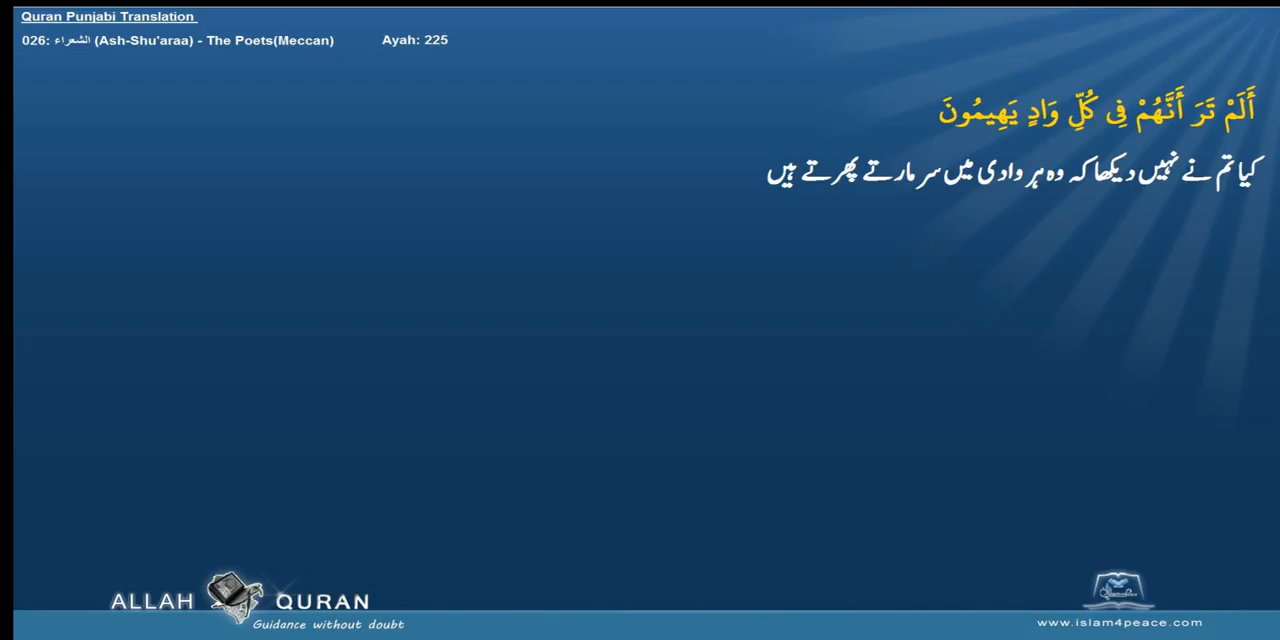 Quran Punjabi Translation
026: الشعراء (Ash-Shu'araa) - The Poets(Meccan) Ayah: 225
أَلَمْ تَرَ أَنَّهُمْ فِى كُلِّ وَادٍ يَهِيمُونَ
کیا تم نے نہیں دیکھا کہ وہ ہر وادی میں سر مارتے پھرتے ہیں
ALLAH QURAN
Guidance without doubt
www.islam4peace.com